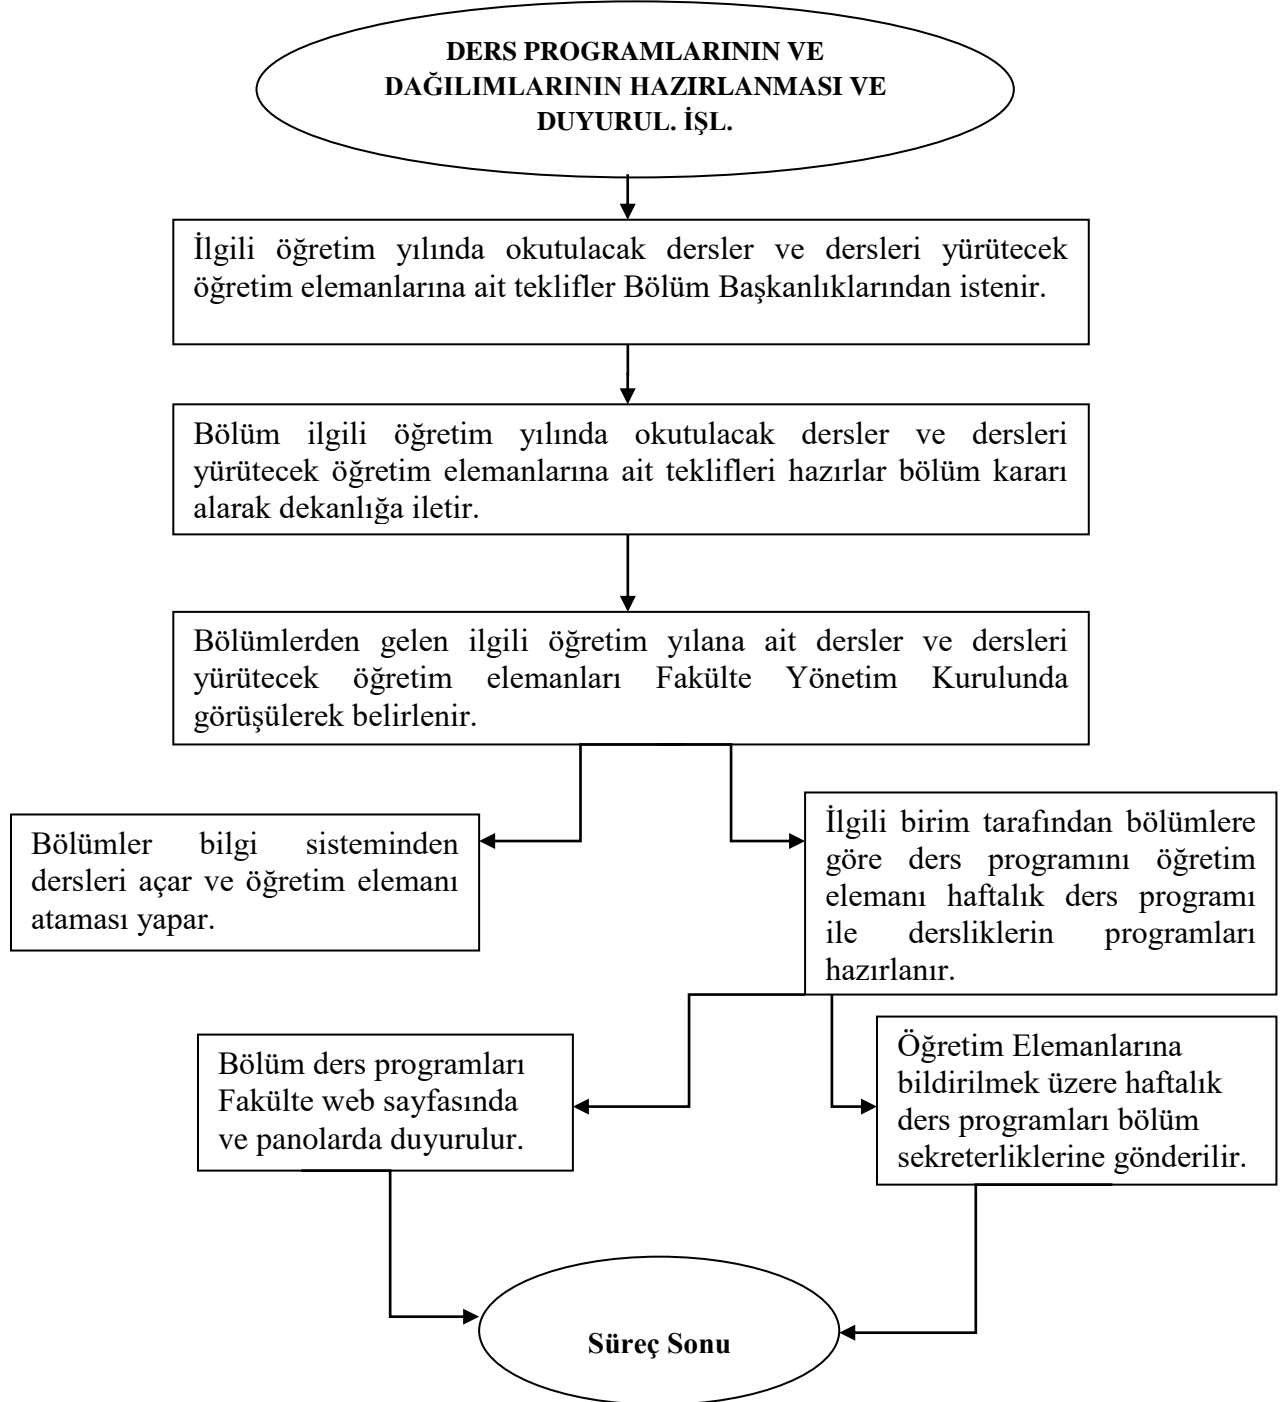 DERS PROGRAMLARININ VE
DAĞILIMLARININ HAZIRLANMASI VE
DUYURUL. İŞL.
İlgili öğretim yılında okutulacak dersler ve dersleri yürütecek
öğretim elemanlarına ait teklifler Bölüm Başkanlıklarından istenir.
Bölüm ilgili öğretim yılında okutulacak dersler ve dersleri
yürütecek öğretim elemanlarına ait teklifleri hazırlar bölüm kararı
alarak dekanlığa iletir.
Bölümlerden gelen ilgili öğretim yılana ait dersler ve dersleri
yürütecek öğretim elemanları Fakülte Yönetim Kurulunda
görüşülerek belirlenir.
Bölümler bilgi sisteminden
dersleri açar ve öğretim elemanı
ataması yapar.
İlgili birim tarafından bölümlere
göre ders programını öğretim
elemanı haftalık ders programı
ile dersliklerin programları
hazırlanır.
Bölüm ders programları
Fakülte web sayfasında
ve panolarda duyurulur.
Öğretim Elemanlarına
bildirilmek üzere haftalık
ders programları bölüm
sekreterliklerine gönderilir.
Süreç Sonu